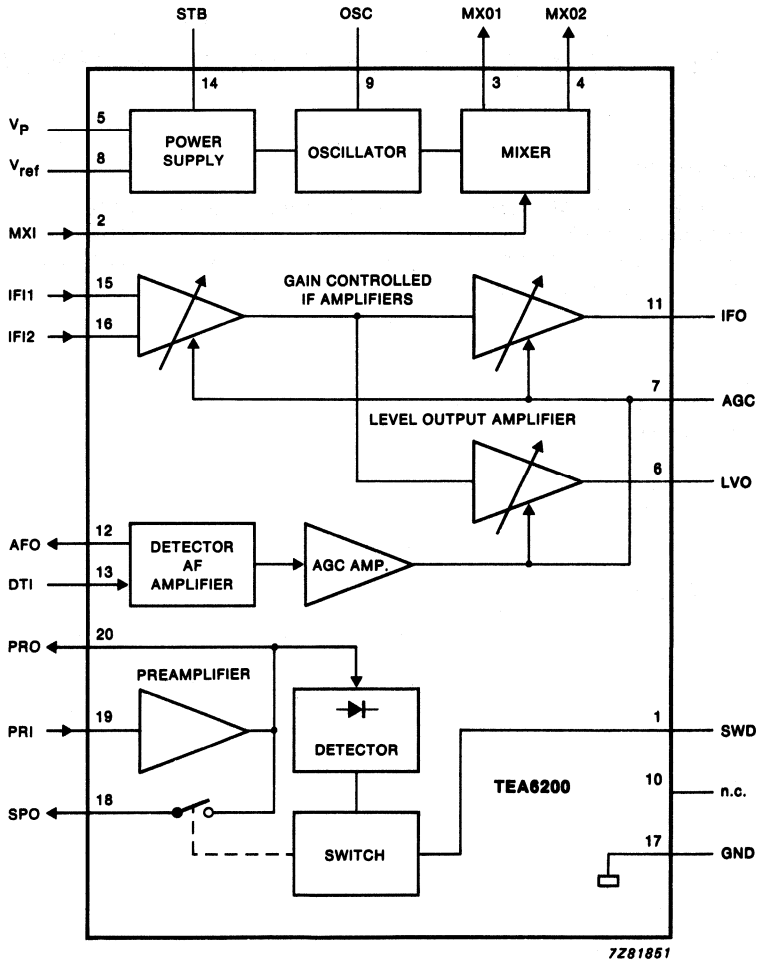 STB OSC MX01 MX02
14 9 3 4
VP 5
POWER SUPPLY
OSCILLATOR
MIXER
Vref 8
MXI 2
IFI1 15
GAIN CONTROLLED
IF AMPLIFIERS
11 IFO
IFI2 16
7 AGC
LEVEL OUTPUT AMPLIFIER
6 LVO
AFO 12
DETECTOR
AF
AMPLIFIER
AGC AMP.
DTI 13
PRO 20
PREAMPLIFIER
PRI 19
DETECTOR
1 SWD
TEA6200
10 n.c.
SPO 18
SWITCH
17 GND
7Z81851